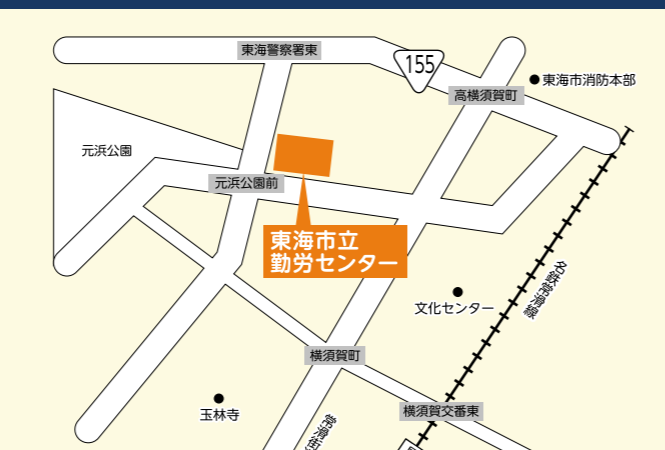 東海警察署東
155
東海市消防本部
高横須賀町
元浜公園
元浜公園前
東海市立
勤労センター
名鉄常滑線
文化センター
横須賀町
横須賀交番東
玉林寺
常滑街